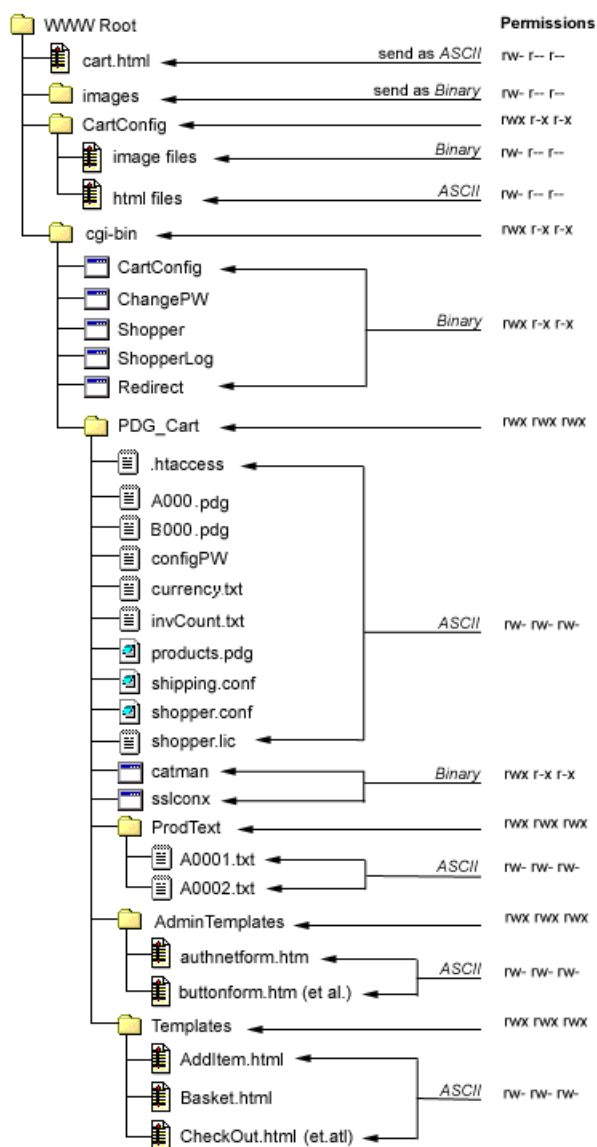 WWW Root Permissions
cart.html send as ASCII rw- r-- r--
images send as Binary rw- r-- r--
CartConfig rwx r-x r-x
image files Binary rw- r-- r--
html files ASCII rw- r-- r--
cgi-bin rwx r-x r-x
CartConfig
ChangePW
Shopper Binary rwx r-x r-x
ShopperLog
Redirect
PDG_Cart rwx rwx rwx
.htaccess
A000.pdg
B000.pdg
configPW
currency.txt
invCount.txt ASCII rw- rw- rw-
products.pdg
shipping.conf
shopper.conf
shopper.lic
catman Binary rwx r-x r-x
sslconx
ProdText rwx rwx rwx
A0001.txt ASCII rw- rw- rw-
A0002.txt
AdminTemplates rwx rwx rwx
authnetform.htm ASCII rw- rw- rw-
buttonform.htm (et al.)
Templates rwx rwx rwx
AddItem.html
Basket.html ASCII rw- rw- rw-
CheckOut.html (et.atl)